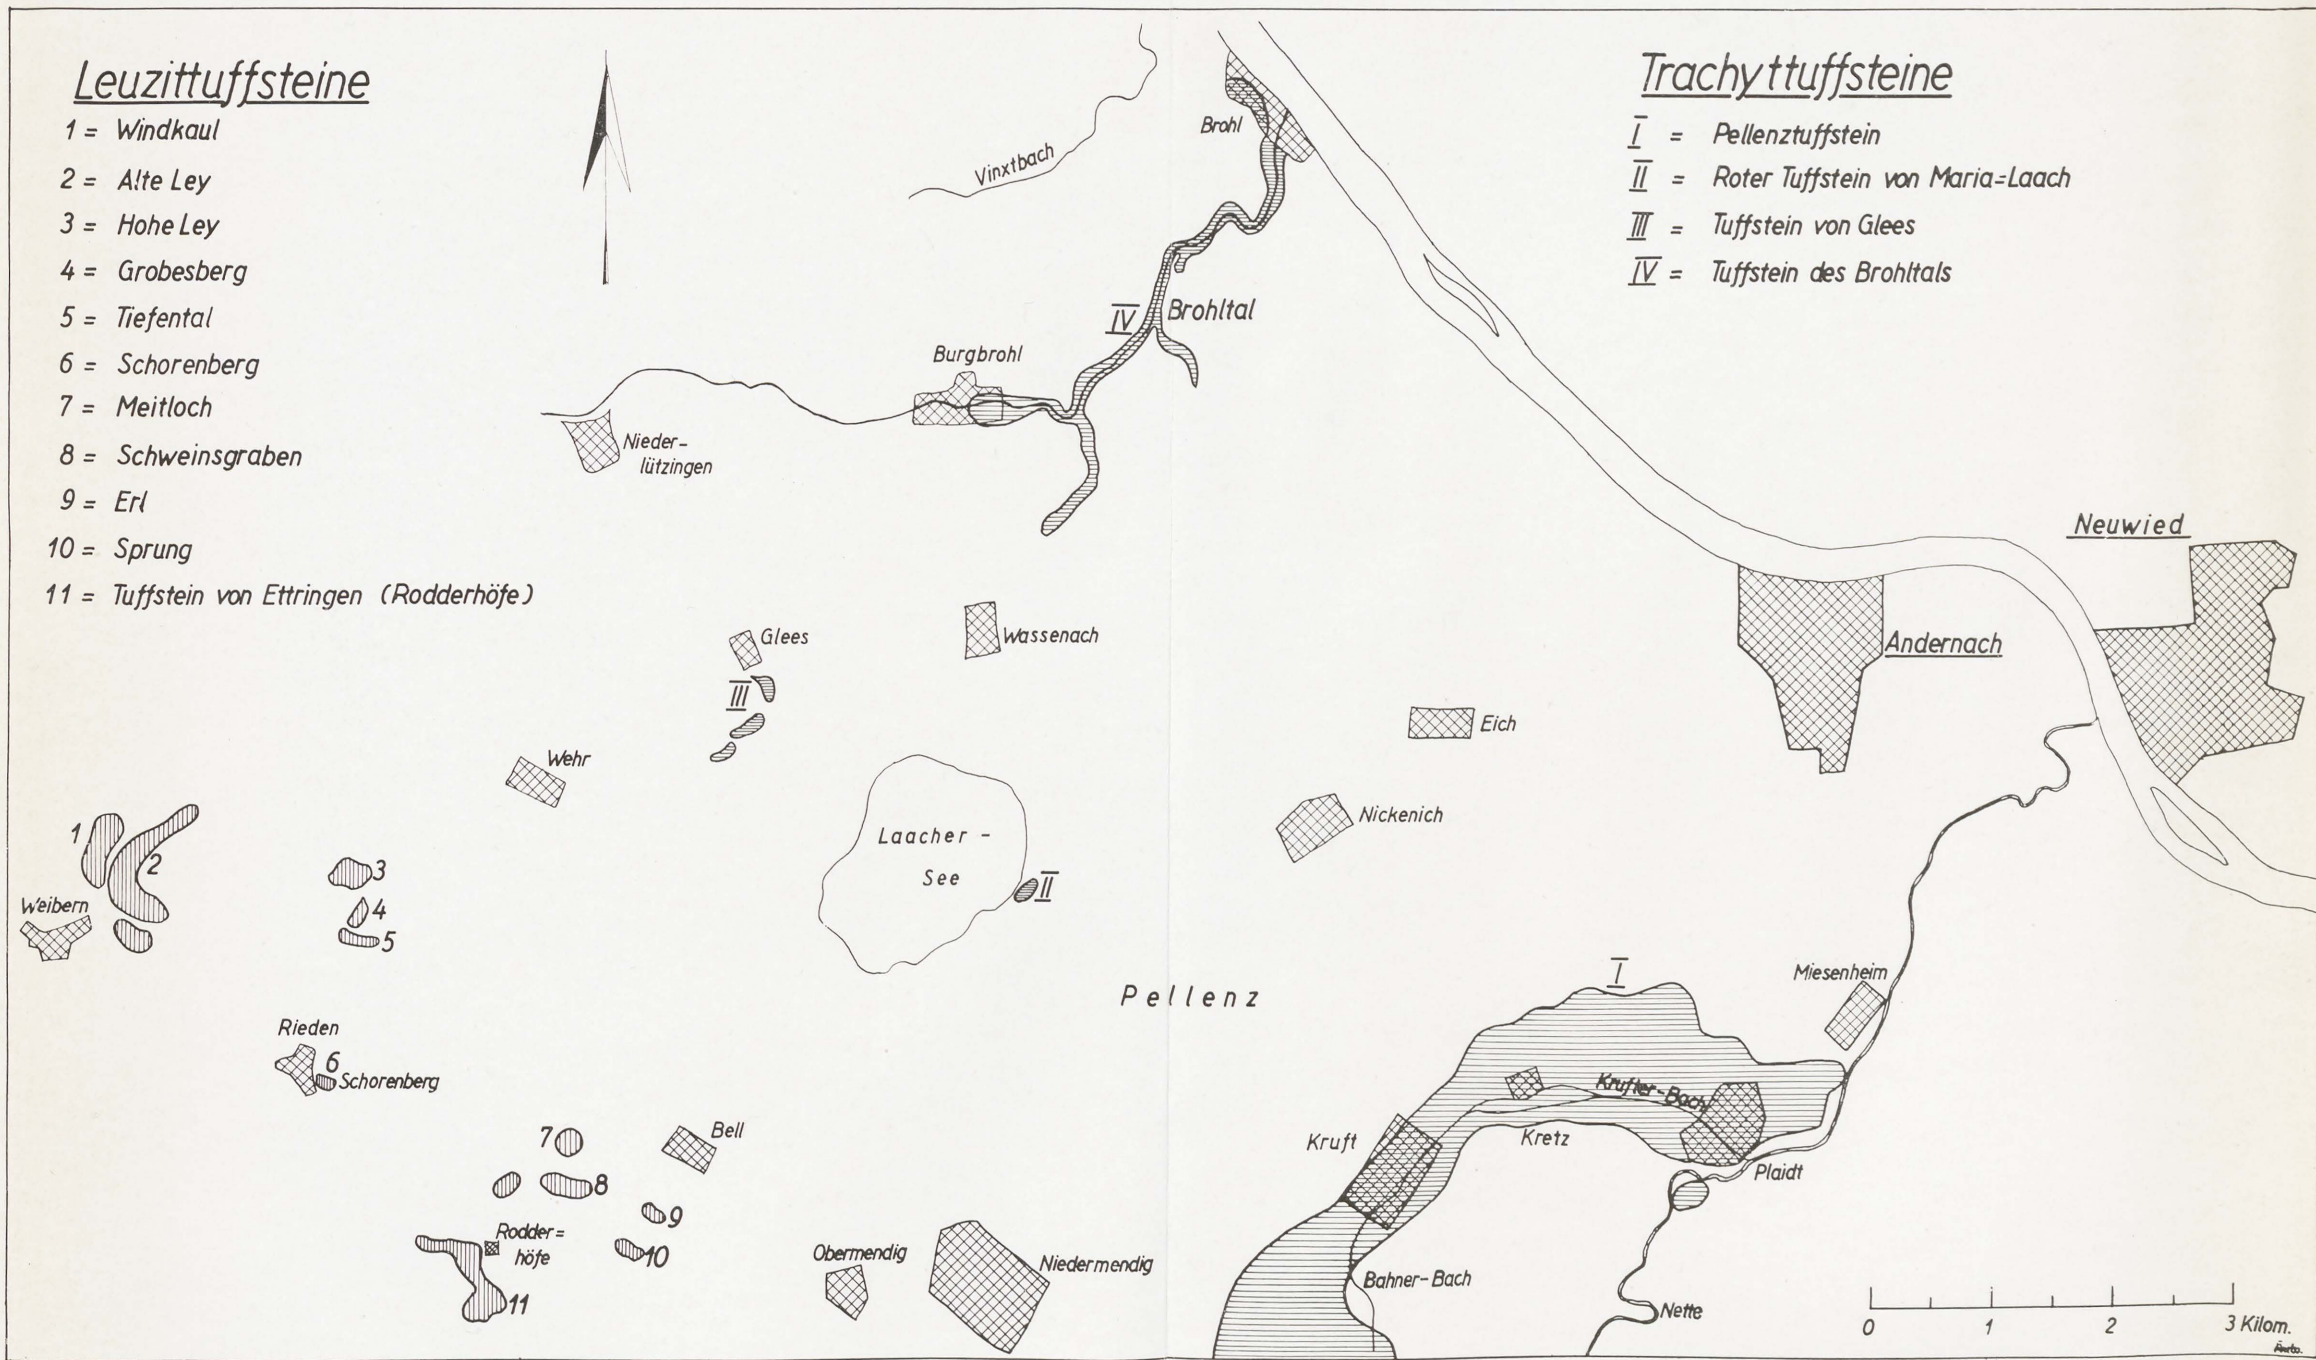 Leuzittuffsteine
1 = Windkaul
2 = Alte Ley
3 = Hohe Ley
4 = Grobesberg
5 = Tiefental
6 = Schorenberg
7 = Meitloch
8 = Schweinsgraben
9 = Erl
10 = Sprung
11 = Tuffstein von Ettringen (Rodderhöfe)
Trachyttuffsteine
I = Pellenztuffstein
II = Roter Tuffstein von Maria=Laach
III = Tuffstein von Glees
IV = Tuffstein des Brohltals
Vinxtbach
Brohl
IV
Brohltal
Burgbrohl
Nieder-
lützingen
Neuwied
Andernach
Glees
Wassenach
III
Eich
Wehr
Nickenich
Laacher -
See
II
1
2
3
4
5
Weibern
Pellenz
I
Miesenheim
Rieden
6
Schorenberg
Krufter-Bach
Kruft
Kretz
Plaidt
7
Bell
8
9
10
Rodder=
höfe
11
Obermendig
Niedermendig
Bahner-Bach
Nette
0
1
2
3 Kilom.